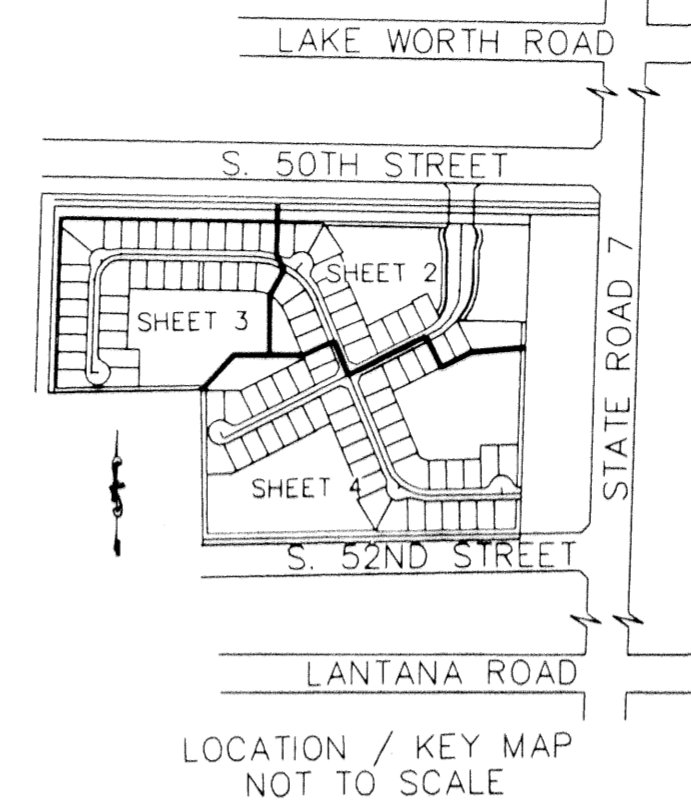 LAKE WORTH ROAD
S. 50TH STREET
SHEET 2
SHEET 3
STATE ROAD 7
SHEET 4
S. 52ND STREET
LANTANA ROAD
LOCATION / KEY MAP
NOT TO SCALE